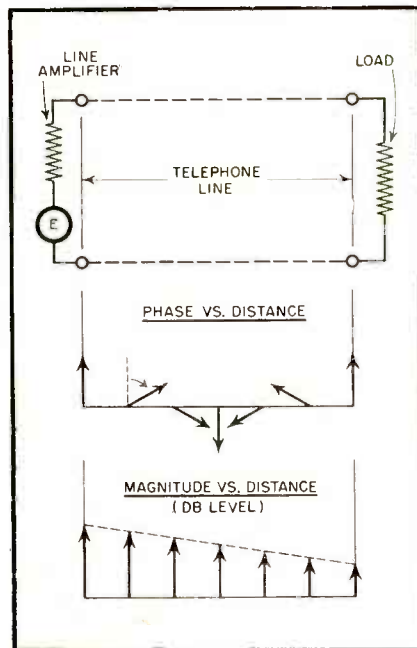 LINE
AMPLIFIER
LOAD
TELEPHONE
LINE
E
PHASE VS. DISTANCE
MAGNITUDE VS. DISTANCE
(DB LEVEL)